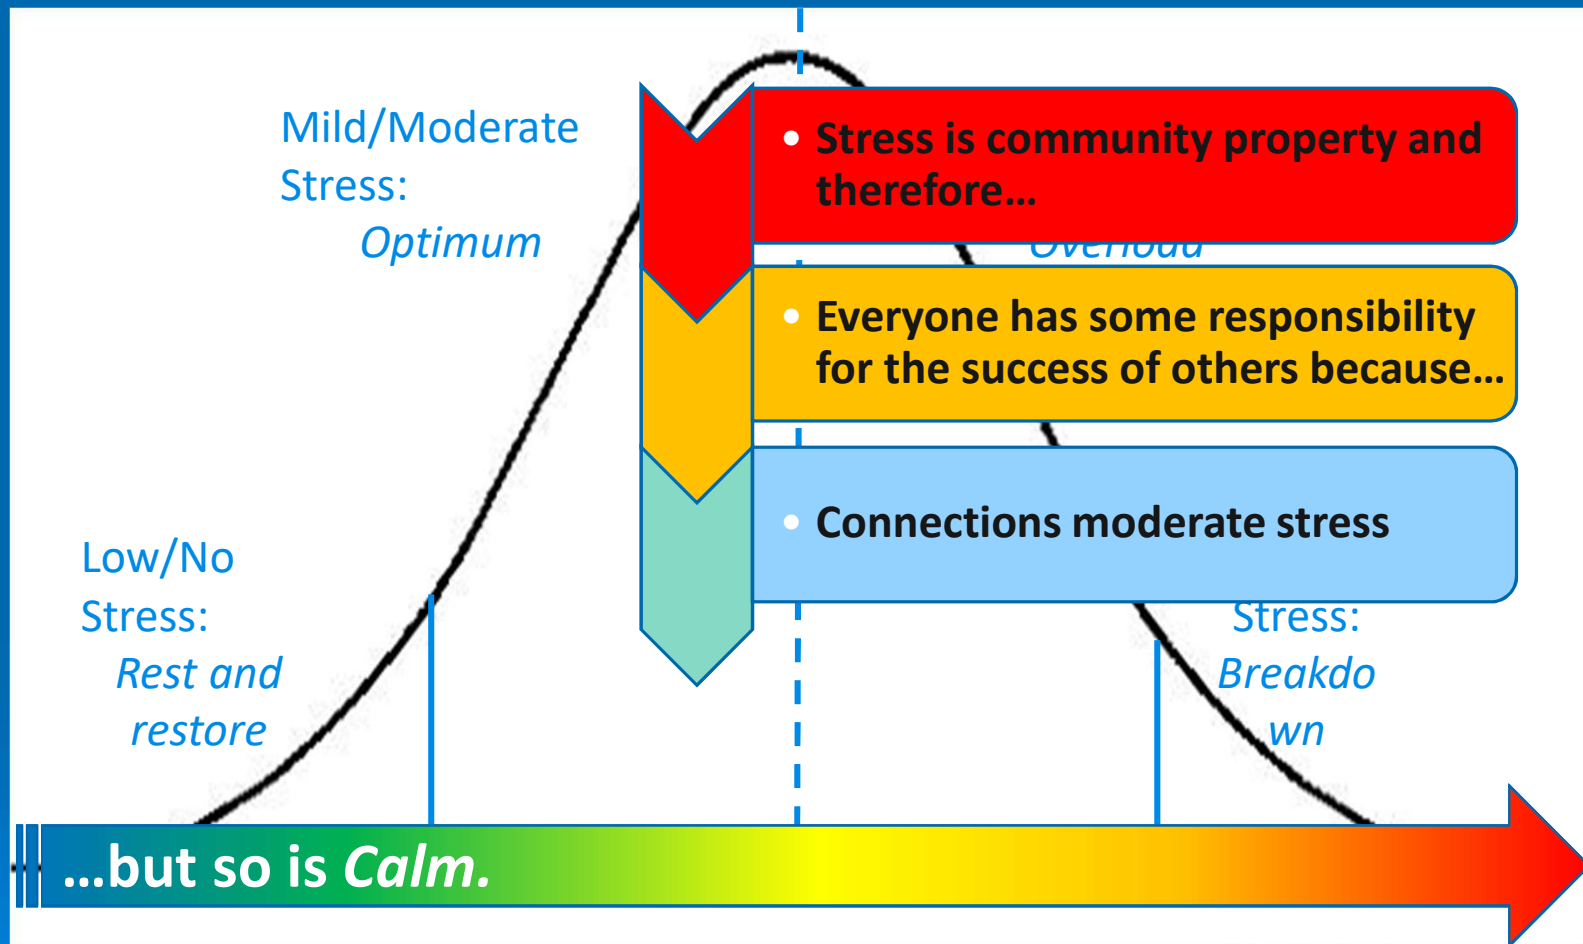 Mild/Moderate
Stress:
Optimum
• Stress is community property and
therefore...
Overload
• Everyone has some responsibility
for the success of others because...
• Connections moderate stress
Low/No
Stress:
Rest and
restore
Stress:
Breakdo
wn
...but so is Calm.